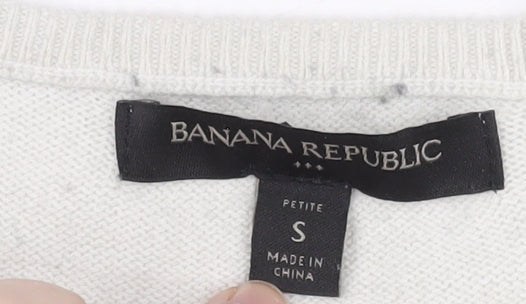 BANANA REPUBLIC
PETITE
S
MADE IN
CHINA